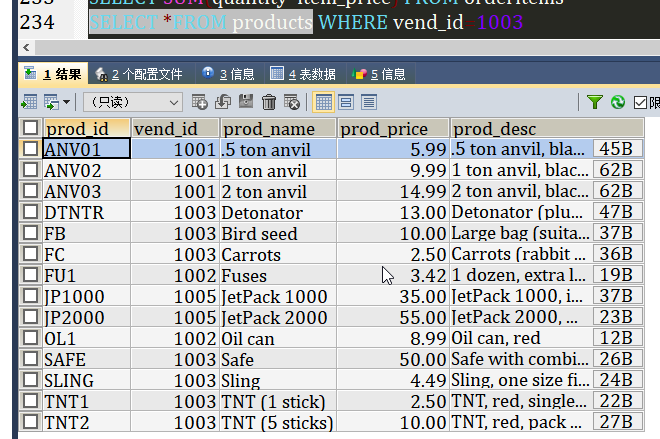 SELECT SUM(quantity*item_price) FROM orderitems
234 SELECT *FROM products WHERE vend_id 1003
1 结果 2 个配置文件 3 信息 4 表数据 5 信息
（只读） 限
prod_id vend_id prod_name prod_price prod_desc
ANV01 1001 .5 ton anvil 5.99 .5 ton anvil, bla... 45B
ANV02 1001 1 ton anvil 9.99 1 ton anvil, blac... 62B
ANV03 1001 2 ton anvil 14.99 2 ton anvil, blac... 62B
DTNTR 1003 Detonator 13.00 Detonator (plu... 47B
FB 1003 Bird seed 10.00 Large bag (suita... 37B
FC 1003 Carrots 2.50 Carrots (rabbit ... 36B
FU1 1002 Fuses 3.42 1 dozen, extra l... 19B
JP1000 1005 JetPack 1000 35.00 JetPack 1000, i... 37B
JP2000 1005 JetPack 2000 55.00 JetPack 2000, ... 23B
OL1 1002 Oil can 8.99 Oil can, red 12B
SAFE 1003 Safe 50.00 Safe with combi... 26B
SLING 1003 Sling 4.49 Sling, one size fi... 24B
TNT1 1003 TNT (1 stick) 2.50 TNT, red, single... 22B
TNT2 1003 TNT (5 sticks) 10.00 TNT, red, pack ... 27B